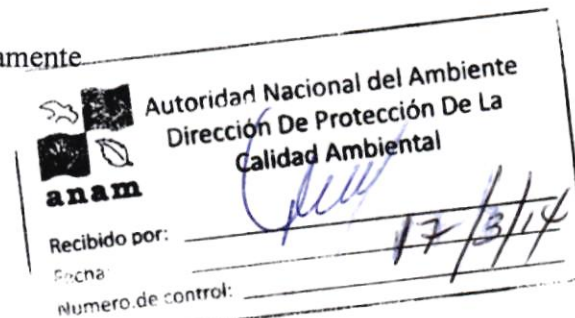 amente
Autoridad Nacional del Ambiente
Dirección De Protección De La
Calidad Ambiental
anam
Recibido por:
17/3/14
Fecha:
Numero.de control: